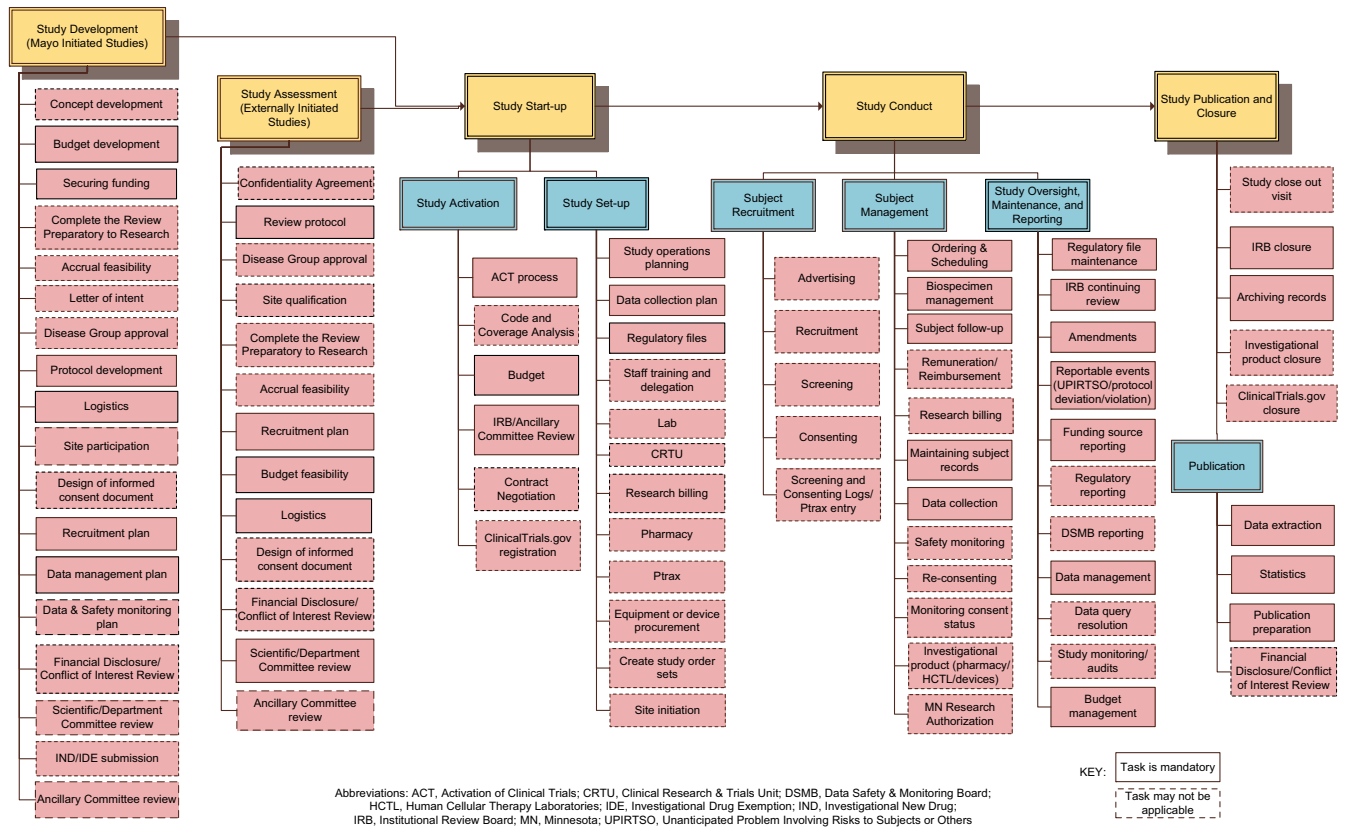 Study Development
(Mayo Initiated Studies)
Concept development
Budget development
Securing funding
Complete the Review
Preparatory to Research
Accrual feasibility
Letter of intent
Disease Group approval
Protocol development
Logistics
Site participation
Design of informed
consent document
Recruitment plan
Data management plan
Data & Safety monitoring
plan
Financial Disclosure/
Conflict of Interest Review
Scientific/Department
Committee review
IND/IDE submission
Ancillary Committee review
Study Assessment
(Externally Initiated
Studies)
Confidentiality Agreement
Review protocol
Disease Group approval
Site qualification
Complete the Review
Preparatory to Research
Accrual feasibility
Recruitment plan
Budget feasibility
Logistics
Design of informed
consent document
Financial Disclosure/
Conflict of Interest Review
Scientific/Department
Committee review
Ancillary Committee
review
Study Start-up
Study Activation
ACT process
Code and
Coverage Analysis
Budget
IRB/Ancillary
Committee Review
Contract
Negotiation
ClinicalTrials.gov
registration
Study Set-up
Study operations
planning
Data collection plan
Regulatory files
Staff training and
delegation
Lab
CRTU
Research billing
Pharmacy
Ptrax
Equipment or device
procurement
Create study order
sets
Site initiation
Study Conduct
Subject
Recruitment
Advertising
Recruitment
Screening
Consenting
Screening and
Consenting Logs/
Ptrax entry
Subject
Management
Ordering &
Scheduling
Biospecimen
management
Subject follow-up
Remuneration/
Reimbursement
Research billing
Maintaining subject
records
Data collection
Safety monitoring
Re-consenting
Monitoring consent
status
Investigational
product (pharmacy/
HCTL/devices)
MN Research
Authorization
Study Oversight,
Maintenance, and
Reporting
Regulatory file
maintenance
IRB continuing
review
Amendments
Reportable events
(UPIRTSO/protocol
deviation/violation)
Funding source
reporting
Regulatory
reporting
DSMB reporting
Data management
Data query
resolution
Study monitoring/
audits
Budget
management
Study Publication and
Closure
Study close out
visit
IRB closure
Archiving records
Investigational
product closure
ClinicalTrials.gov
closure
Publication
Data extraction
Statistics
Publication
preparation
Financial
Disclosure/Conflict
of Interest Review
KEY:
Task is mandatory
Task may not be
applicable
Abbreviations: ACT, Activation of Clinical Trials; CRTU, Clinical Research & Trials Unit; DSMB, Data Safety & Monitoring Board;
HCTL, Human Cellular Therapy Laboratories; IDE, Investigational Drug Exemption; IND, Investigational New Drug;
IRB, Institutional Review Board; MN, Minnesota; UPIRTSO, Unanticipated Problem Involving Risks to Subjects or Others